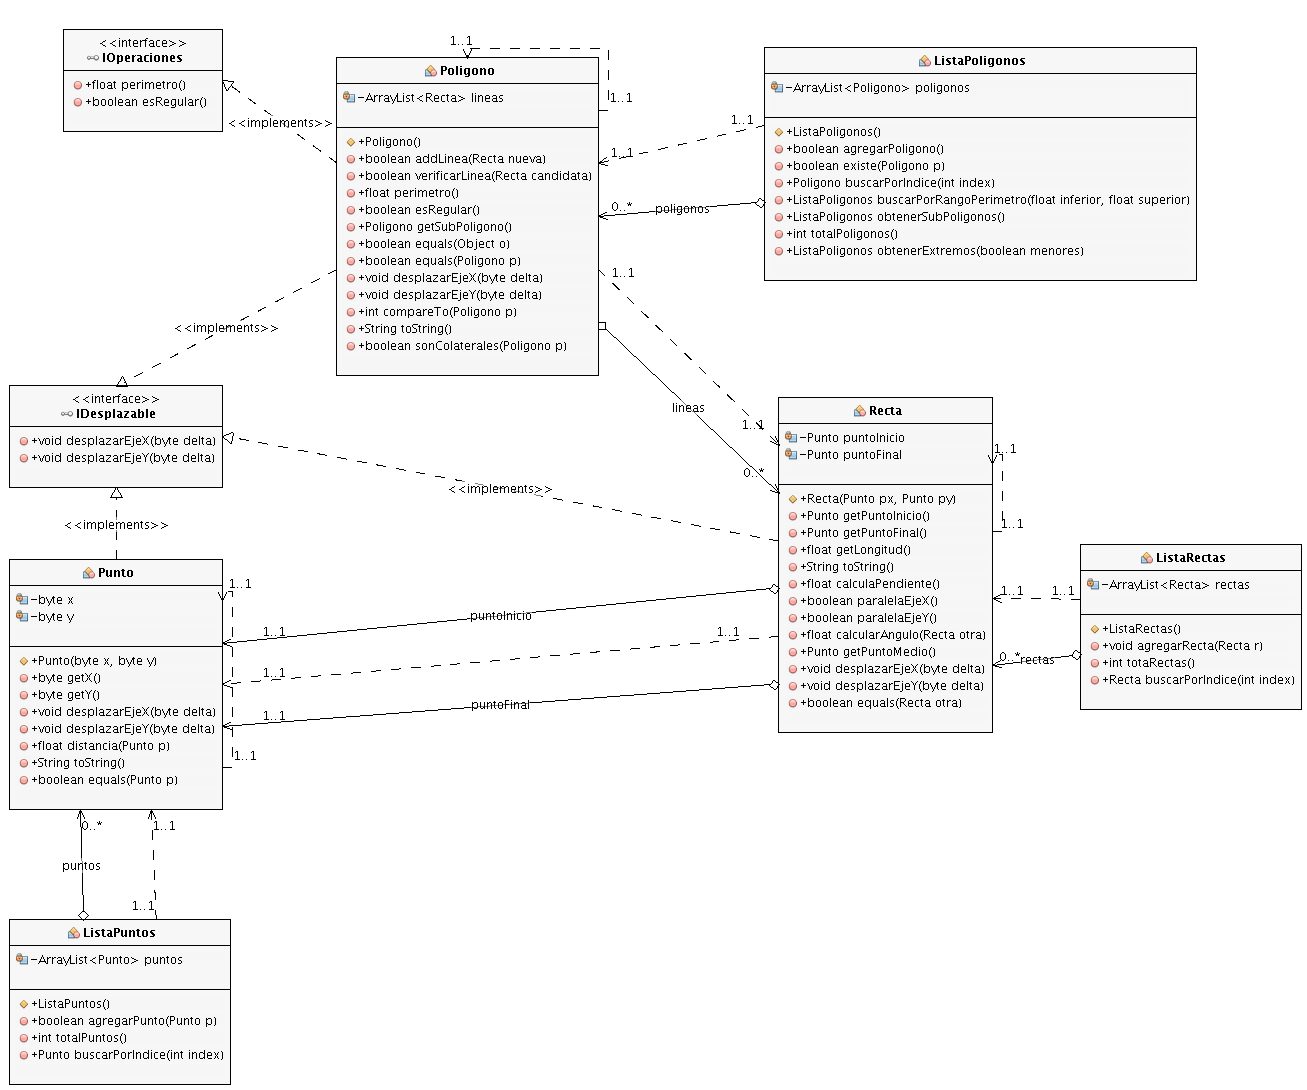 <<interface>>
IOperaciones
+float perimetro()
+boolean esRegular()
<<implements>>
1..1
Poligono
-ArrayList<Recta> lineas
1..1
+Poligono()
+boolean addLinea(Recta nueva)
+boolean verificarLinea(Recta candidata)
+float perimetro()
+boolean esRegular()
+Poligono getSubPoligono()
+boolean equals(Object o)
+boolean equals(Poligono p)
+void desplazarEjeX(byte delta)
+void desplazarEjeY(byte delta)
+int compareTo(Poligono p)
+String toString()
+boolean sonColaterales(Poligono p)
ListaPoligonos
-ArrayList<Poligono> poligonos
+ListaPoligonos()
+boolean agregarPoligono()
+boolean existe(Poligono p)
+Poligono buscarPorIndice(int index)
+ListaPoligonos buscarPorRangoPerimetro(float inferior, float superior)
+ListaPoligonos obtenerSubPoligonos()
+int totalPoligonos()
+ListaPoligonos obtenerExtremos(boolean menores)
1..1
1..1
0..*
poligonos
1..1
<<implements>>
lineas
1..1
0..*
<<interface>>
IDesplazable
+void desplazarEjeX(byte delta)
+void desplazarEjeY(byte delta)
<<implements>>
<<implements>>
Recta
-Punto puntoInicio
-Punto puntoFinal
1..1
+Recta(Punto px, Punto py)
+Punto getPuntoInicio()
+Punto getPuntoFinal()
+float getLongitud()
+String toString()
+float calculaPendiente()
+boolean paralelaEjeX()
+boolean paralelaEjeY()
+float calcularAngulo(Recta otra)
+Punto getPuntoMedio()
+void desplazarEjeX(byte delta)
+void desplazarEjeY(byte delta)
+boolean equals(Recta otra)
1..1
ListaRectas
-ArrayList<Recta> rectas
+ListaRectas()
+void agregarRecta(Recta r)
+int totaRectas()
+Recta buscarPorIndice(int index)
1..1
1..1
0..*
rectas
Punto
-byte x
-byte y
+Punto(byte x, byte y)
+byte getX()
+byte getY()
+void desplazarEjeX(byte delta)
+void desplazarEjeY(byte delta)
+float distancia(Punto p)
+String toString()
+boolean equals(Punto p)
1..1
puntoInicio
1..1
1..1
1..1
puntoFinal
1..1
1..1
0..*
1..1
puntos
1..1
ListaPuntos
-ArrayList<Punto> puntos
+ListaPuntos()
+boolean agregarPunto(Punto p)
+int totalPuntos()
+Punto buscarPorIndice(int index)